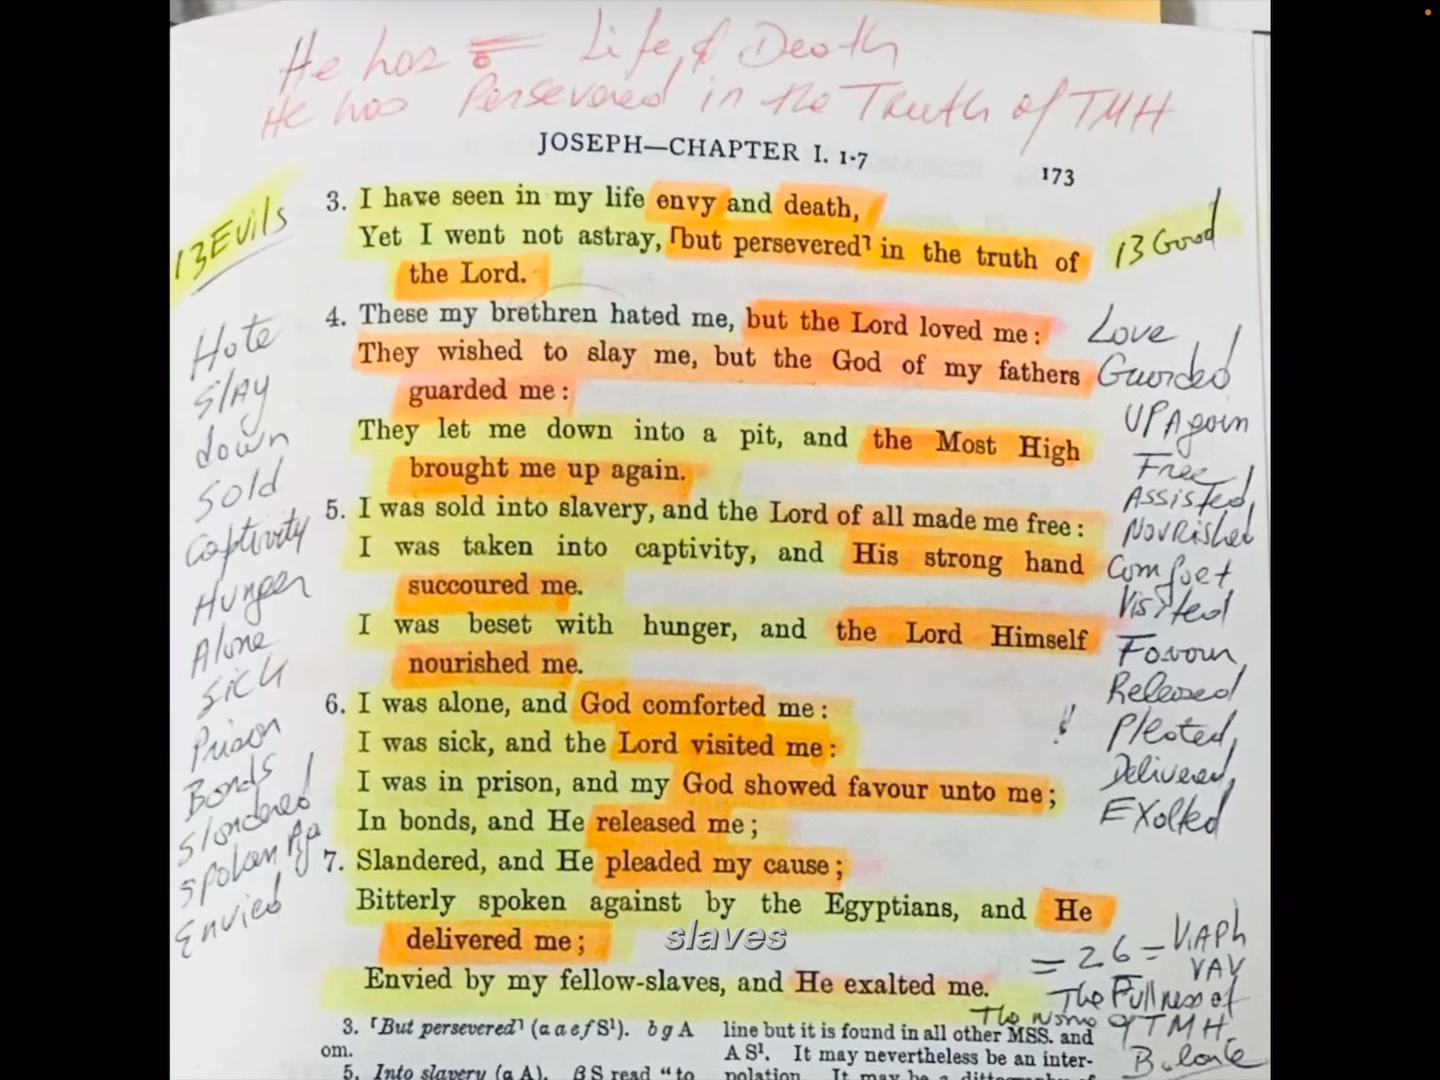 He has = Life & Death
He has Persevered in the Truth of TMH
JOSEPH—CHAPTER I. 1-7
173
13 Evils
13 Good
3. I have seen in my life envy and death,
Yet I went not astray, ⌜but persevered⌝ in the truth of
the Lord.
4. These my brethren hated me, but the Lord loved me:
They wished to slay me, but the God of my fathers
guarded me:
They let me down into a pit, and the Most High
brought me up again.
5. I was sold into slavery, and the Lord of all made me free:
I was taken into captivity, and His strong hand
succoured me.
I was beset with hunger, and the Lord Himself
nourished me.
6. I was alone, and God comforted me:
I was sick, and the Lord visited me:
I was in prison, and my God showed favour unto me;
In bonds, and He released me;
7. Slandered, and He pleaded my cause;
Bitterly spoken against by the Egyptians, and He
delivered me;
slaves
Envied by my fellow-slaves, and He exalted me.
Hate
Slay
down
Sold
Captivity
Hunger
Alone
Sick
Prison
Bonds
Slandered
Spoken Ag
Envied
Love
Guarded
UP Again
Free
Assisted
Nourished
Comfort
Visited
Favour
Released
! Pleated
Delivered
Exalted
= 26 =
VAV
The Fullness of
The Name of TMH
3. ⌜But persevered⌝ (a a e f S¹). b g A
om.
5. Into slavery (a A). β S read "to
line but it is found in all other MSS. and
A S¹. It may nevertheless be an inter-
polation. It may be a dittography of